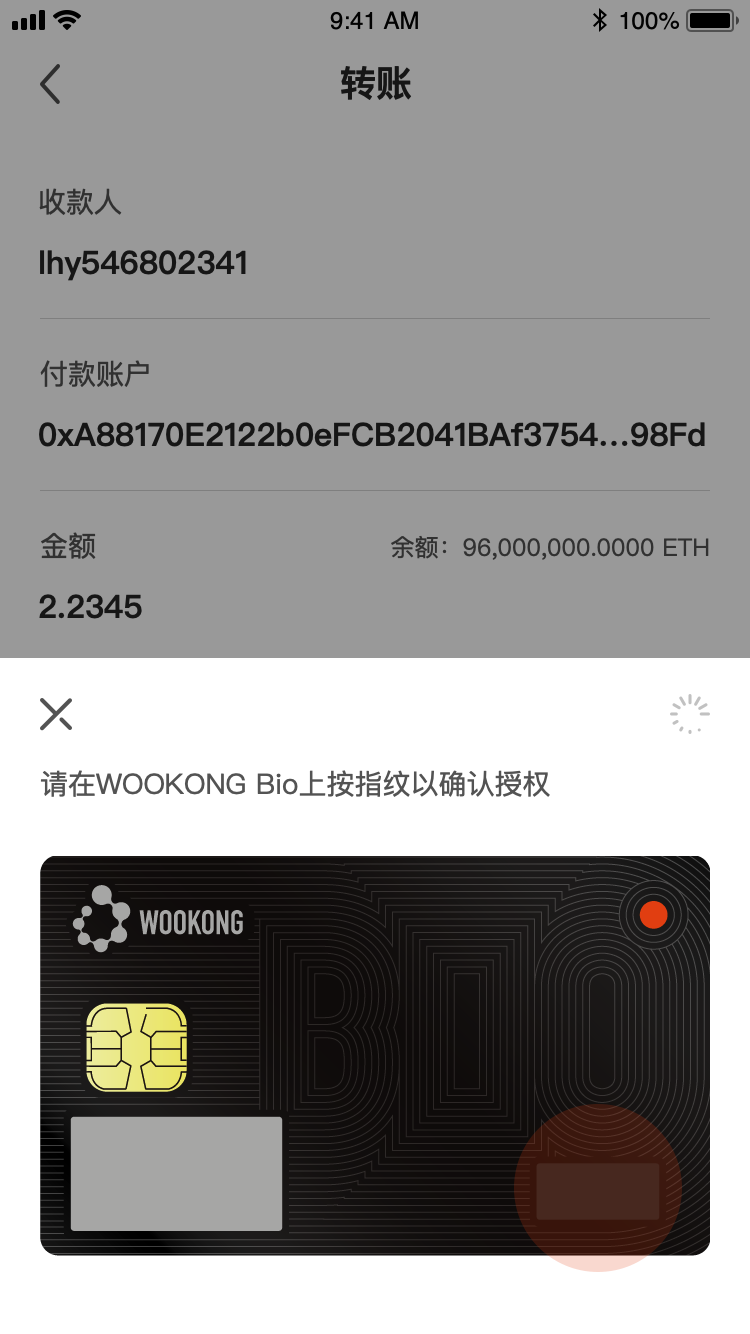 9:41 AM
100%
转账
收款人
lhy546802341
付款账户
0xA88170E2122b0eFCB2041BAf3754...98Fd
金额
余额：96,000,000.0000 ETH
2.2345
请在WOOKONG Bio上按指纹以确认授权
WOOKONG
BIO